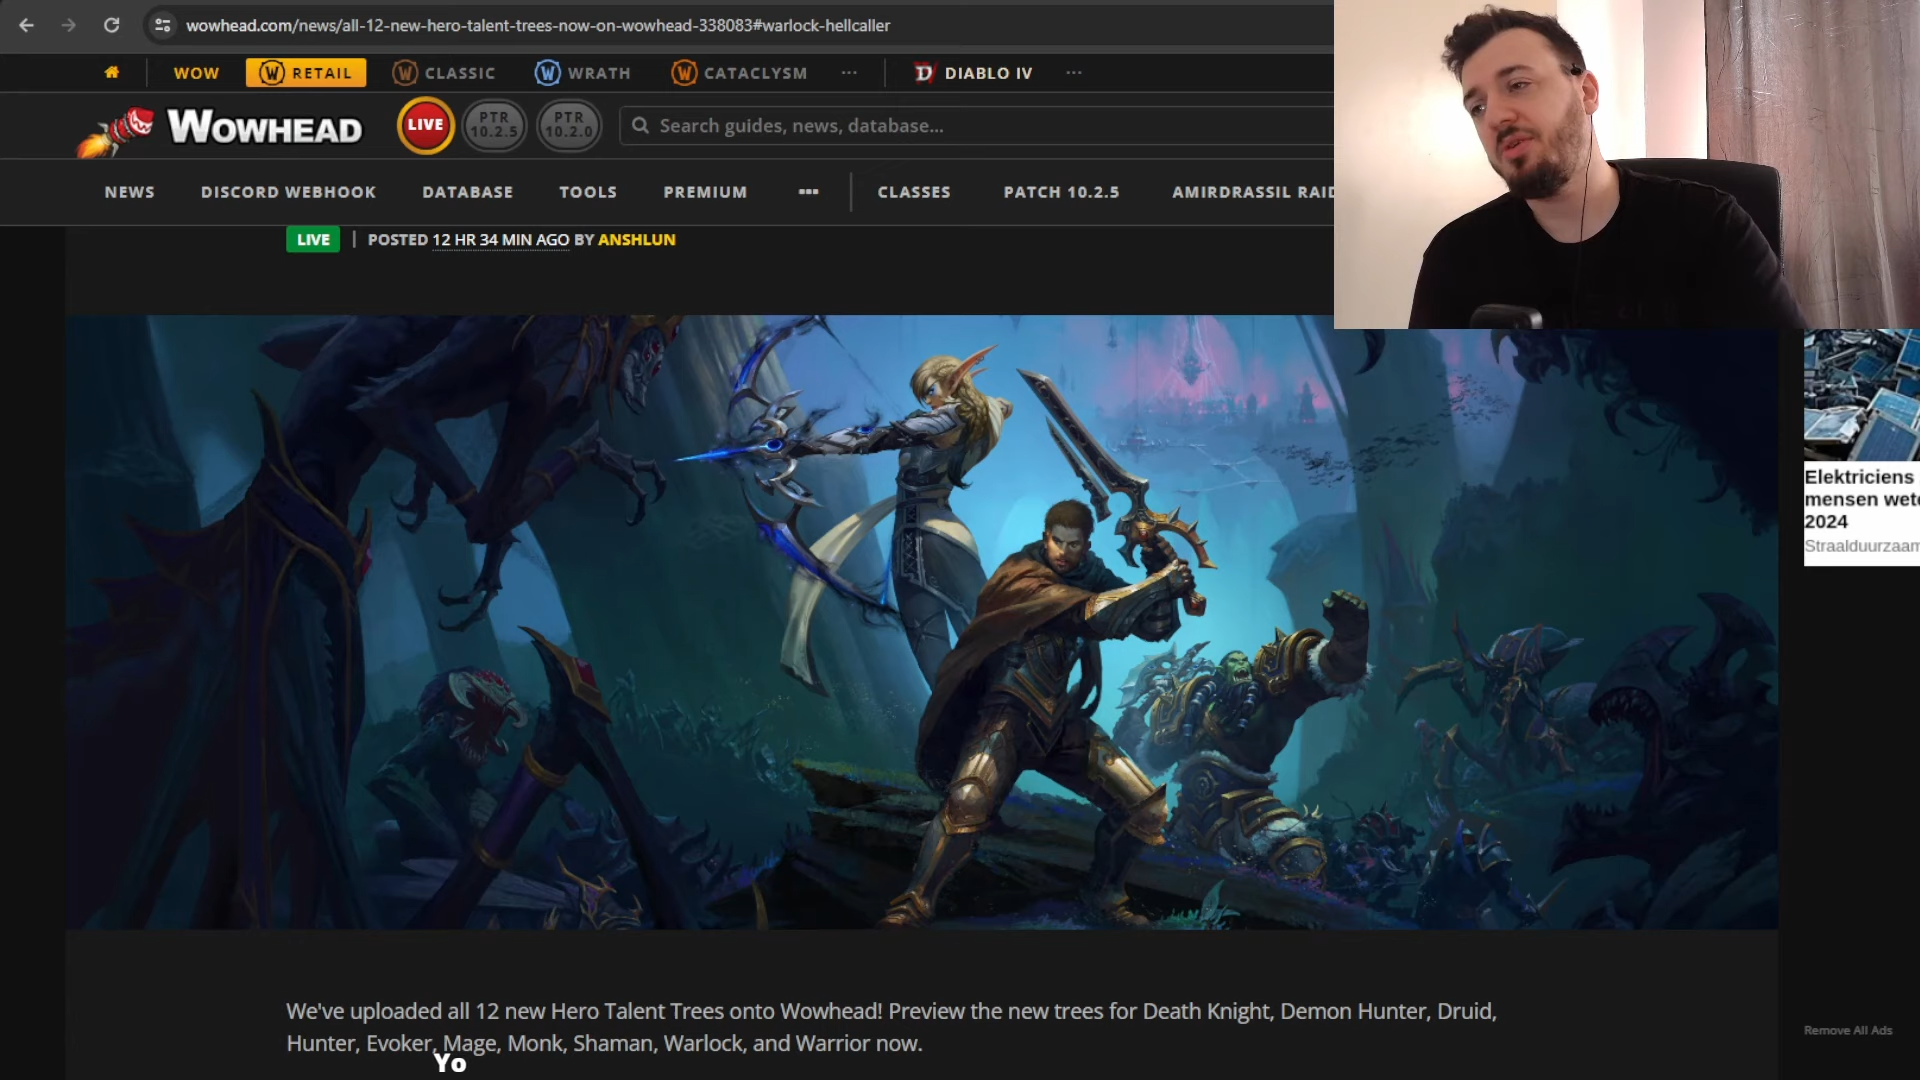 wowhead.com/news/all-12-new-hero-talent-trees-now-on-wowhead-338083#warlock-hellcaller
WOW RETAIL CLASSIC WRATH CATACLYSM ... DIABLO IV ...
WOWHEAD LIVE PTR 10.2.5 PTR 10.2.0 Search guides, news, database...
NEWS DISCORD WEBHOOK DATABASE TOOLS PREMIUM ... CLASSES PATCH 10.2.5 AMIRDRASSIL RAID
LIVE | POSTED 12 HR 34 MIN AGO BY ANSHLUN
Elektriciens
mensen wete
2024
Straalduurzaam
We've uploaded all 12 new Hero Talent Trees onto Wowhead! Preview the new trees for Death Knight, Demon Hunter, Druid,
Hunter, Evoker, Mage, Monk, Shaman, Warlock, and Warrior now.
Remove All Ads
Yo